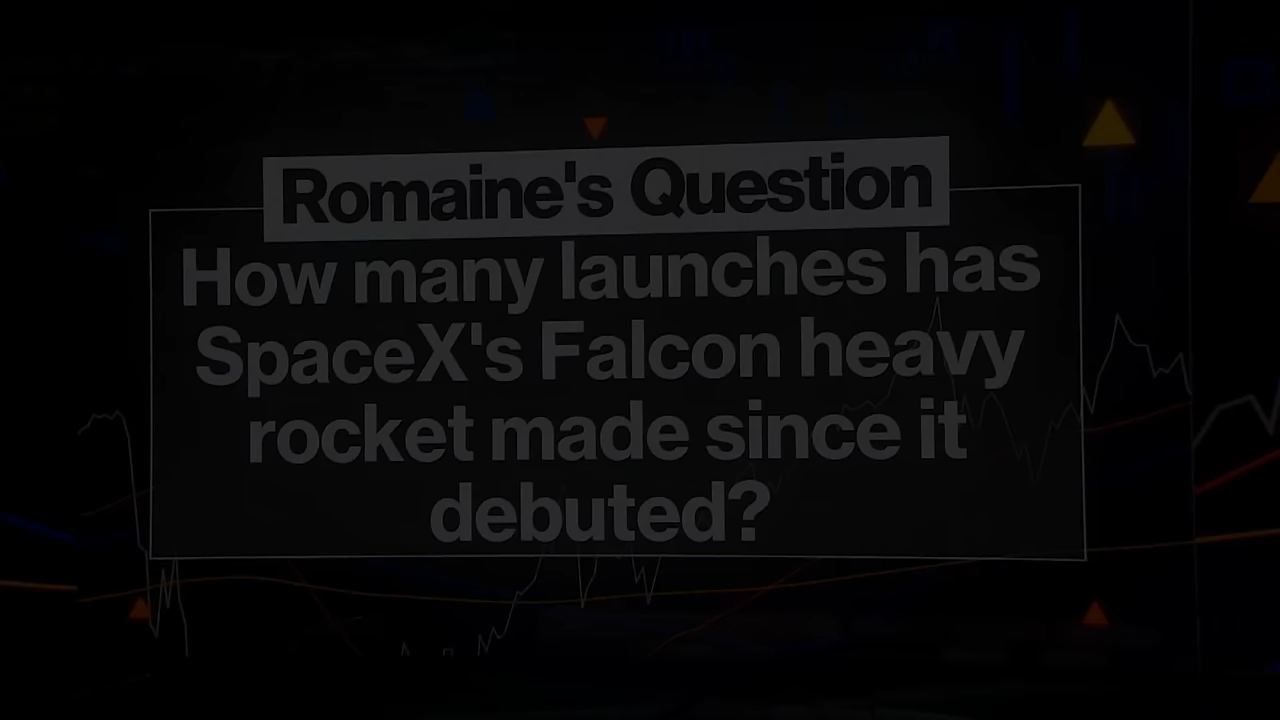 Romaine's Question
How many launches has
SpaceX's Falcon heavy
rocket made since it
debuted?